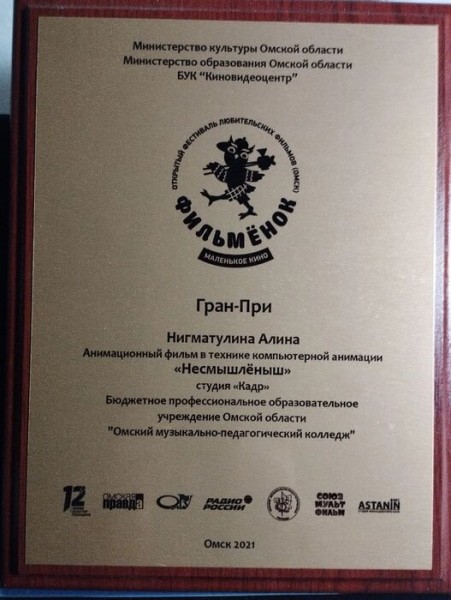 Министерство культуры Омской области
Министерство образования Омской области
БУК “Киновидеоцентр”
ОТКРЫТЫЙ ФЕСТИВАЛЬ ЛЮБИТЕЛЬСКИХ ФИЛЬМОВ (ОМСК)
ФИЛЬМЁНОК
МАЛЕНЬКОЕ КИНО
Гран-При
Нигматулина Алина
Анимационный фильм в технике компьютерной анимации
«Несмышлёныш»
студия «Кадр»
Бюджетное профессиональное образовательное
учреждение Омской области
"Омский музыкально-педагогический колледж"
12
ОМСКАЯ
правда
РАДИО
РОССИИ
СОЮЗ
МУЛЬТ
ФИЛЬМ
ASTANIN
Омск 2021